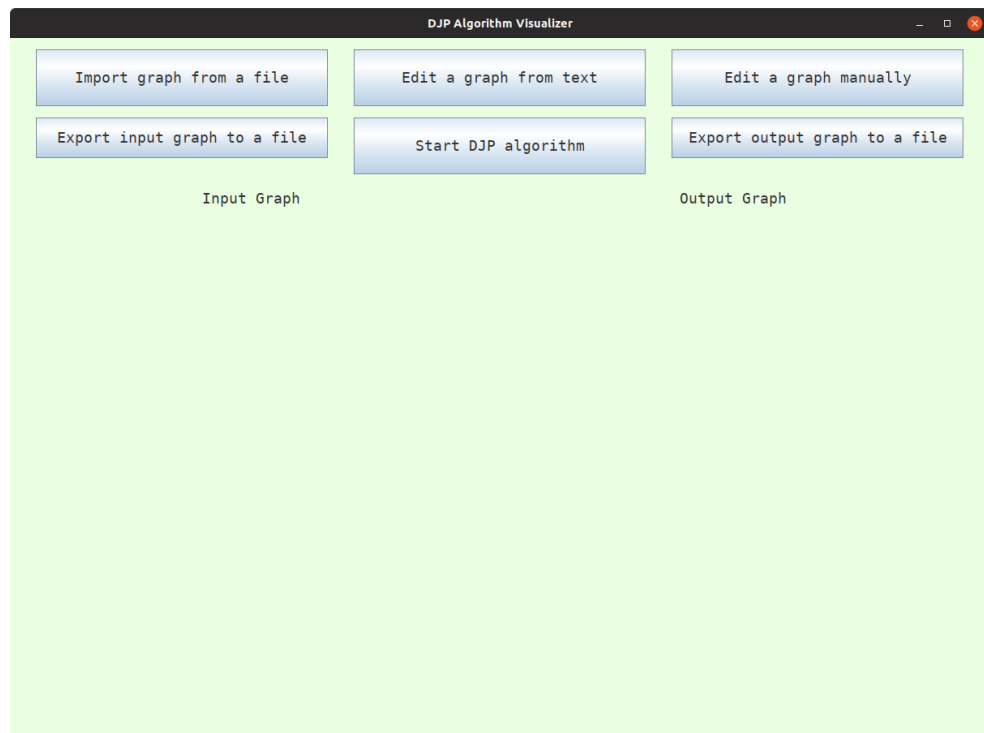 DJP Algorithm Visualizer
Import graph from a file
Edit a graph from text
Edit a graph manually
Export input graph to a file
Start DJP algorithm
Export output graph to a file
Input Graph
Output Graph